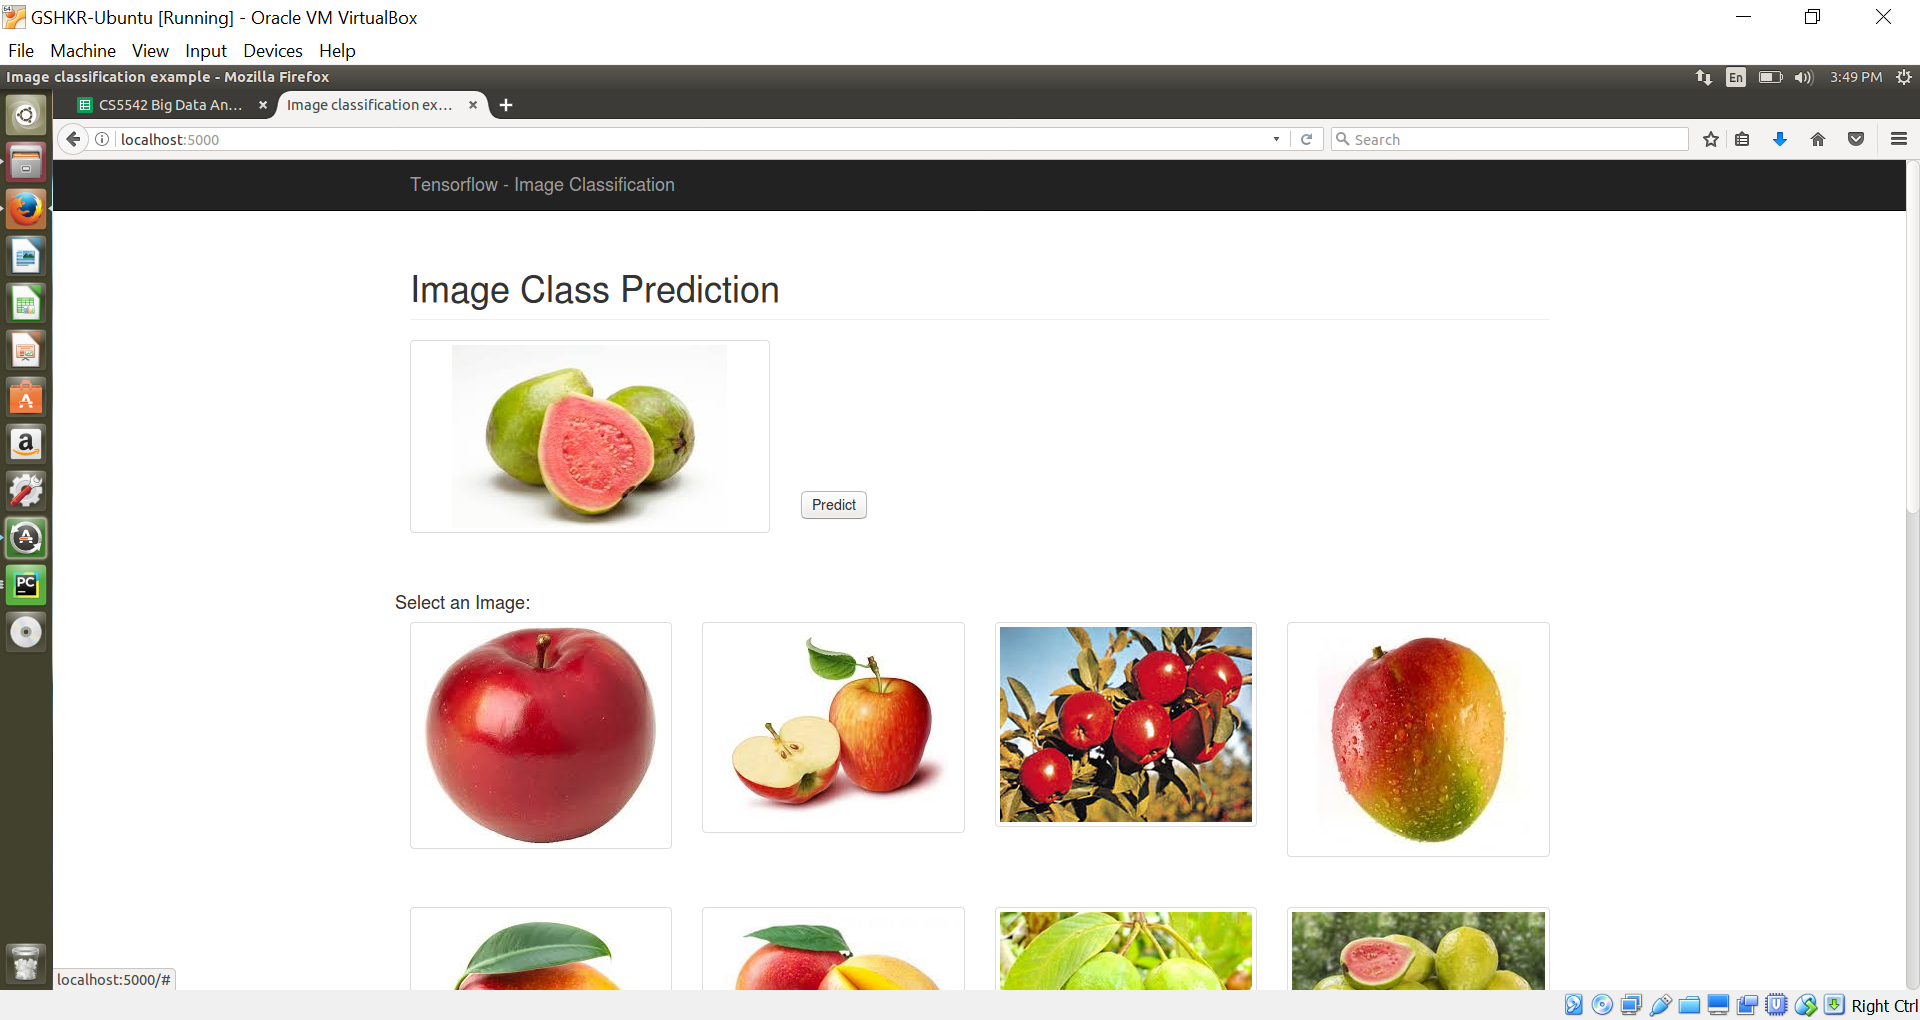 GSHKR-Ubuntu [Running] - Oracle VM VirtualBox
File Machine View Input Devices Help
Image classification example - Mozilla Firefox
En
3:49 PM
CS5542 Big Data An...
Image classification ex...
localhost:5000
Search
Tensorflow - Image Classification
Image Class Prediction
Predict
Select an Image:
PC
localhost:5000/#
Right Ctrl